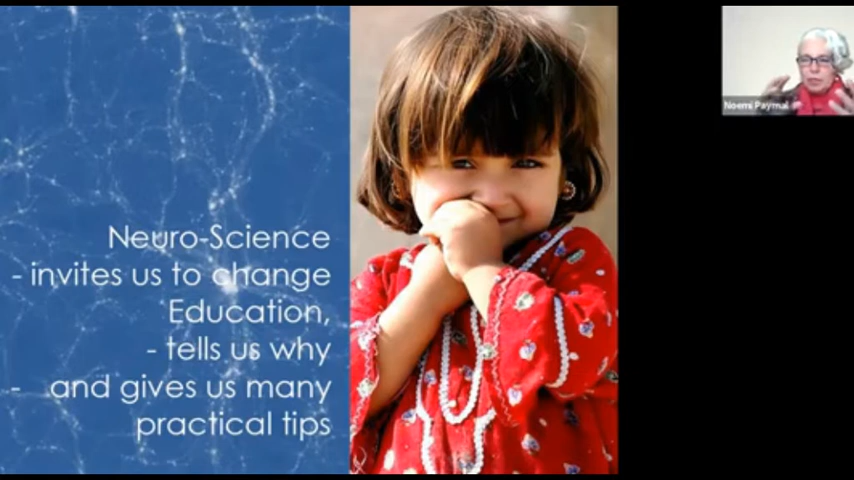 Neuro-Science
- invites us to change
Education,
- tells us why
- and gives us many
practical tips
Noemi Paymal